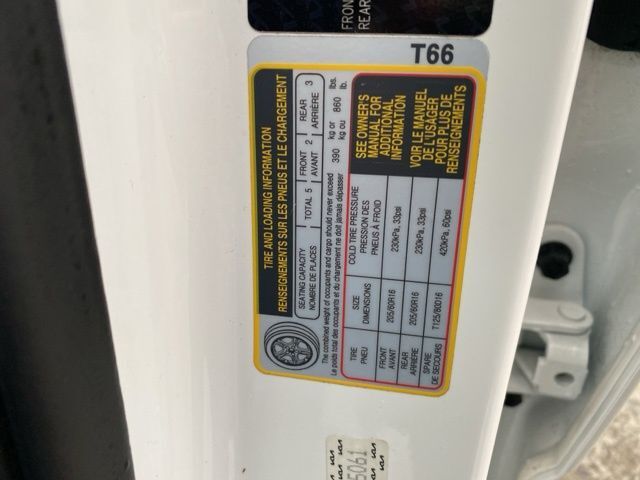 FRON
REAR
T66
TIRE AND LOADING INFORMATION
RENSEIGNEMENTS SUR LES PNEUS ET LE CHARGEMENT
SEATING CAPACITY
NOMBRE DE PLACES
TOTAL 5
FRONT 2
AVANT
REAR 3
ARRIÈRE
The combined weight of occupants and cargo should never exceed 390 kg or 860 lbs.
Le poids total des occupants et du chargement ne doit jamais dépasser kg ou lb.
TIRE SIZE COLD TIRE PRESSURE
PNEU DIMENSIONS PRESSION DES
PNEUS À FROID
FRONT
AVANT 205/60R16 230kPa, 33psi
REAR
ARRIÈRE 205/60R16 230kPa, 33psi
SPARE
DE SECOURS T125/80D16 420kPa, 60psi
SEE OWNER'S
MANUAL FOR
ADDITIONAL
INFORMATION
VOIR LE MANUEL
DE L'USAGER
POUR PLUS DE
RENSEIGNEMENTS
5061